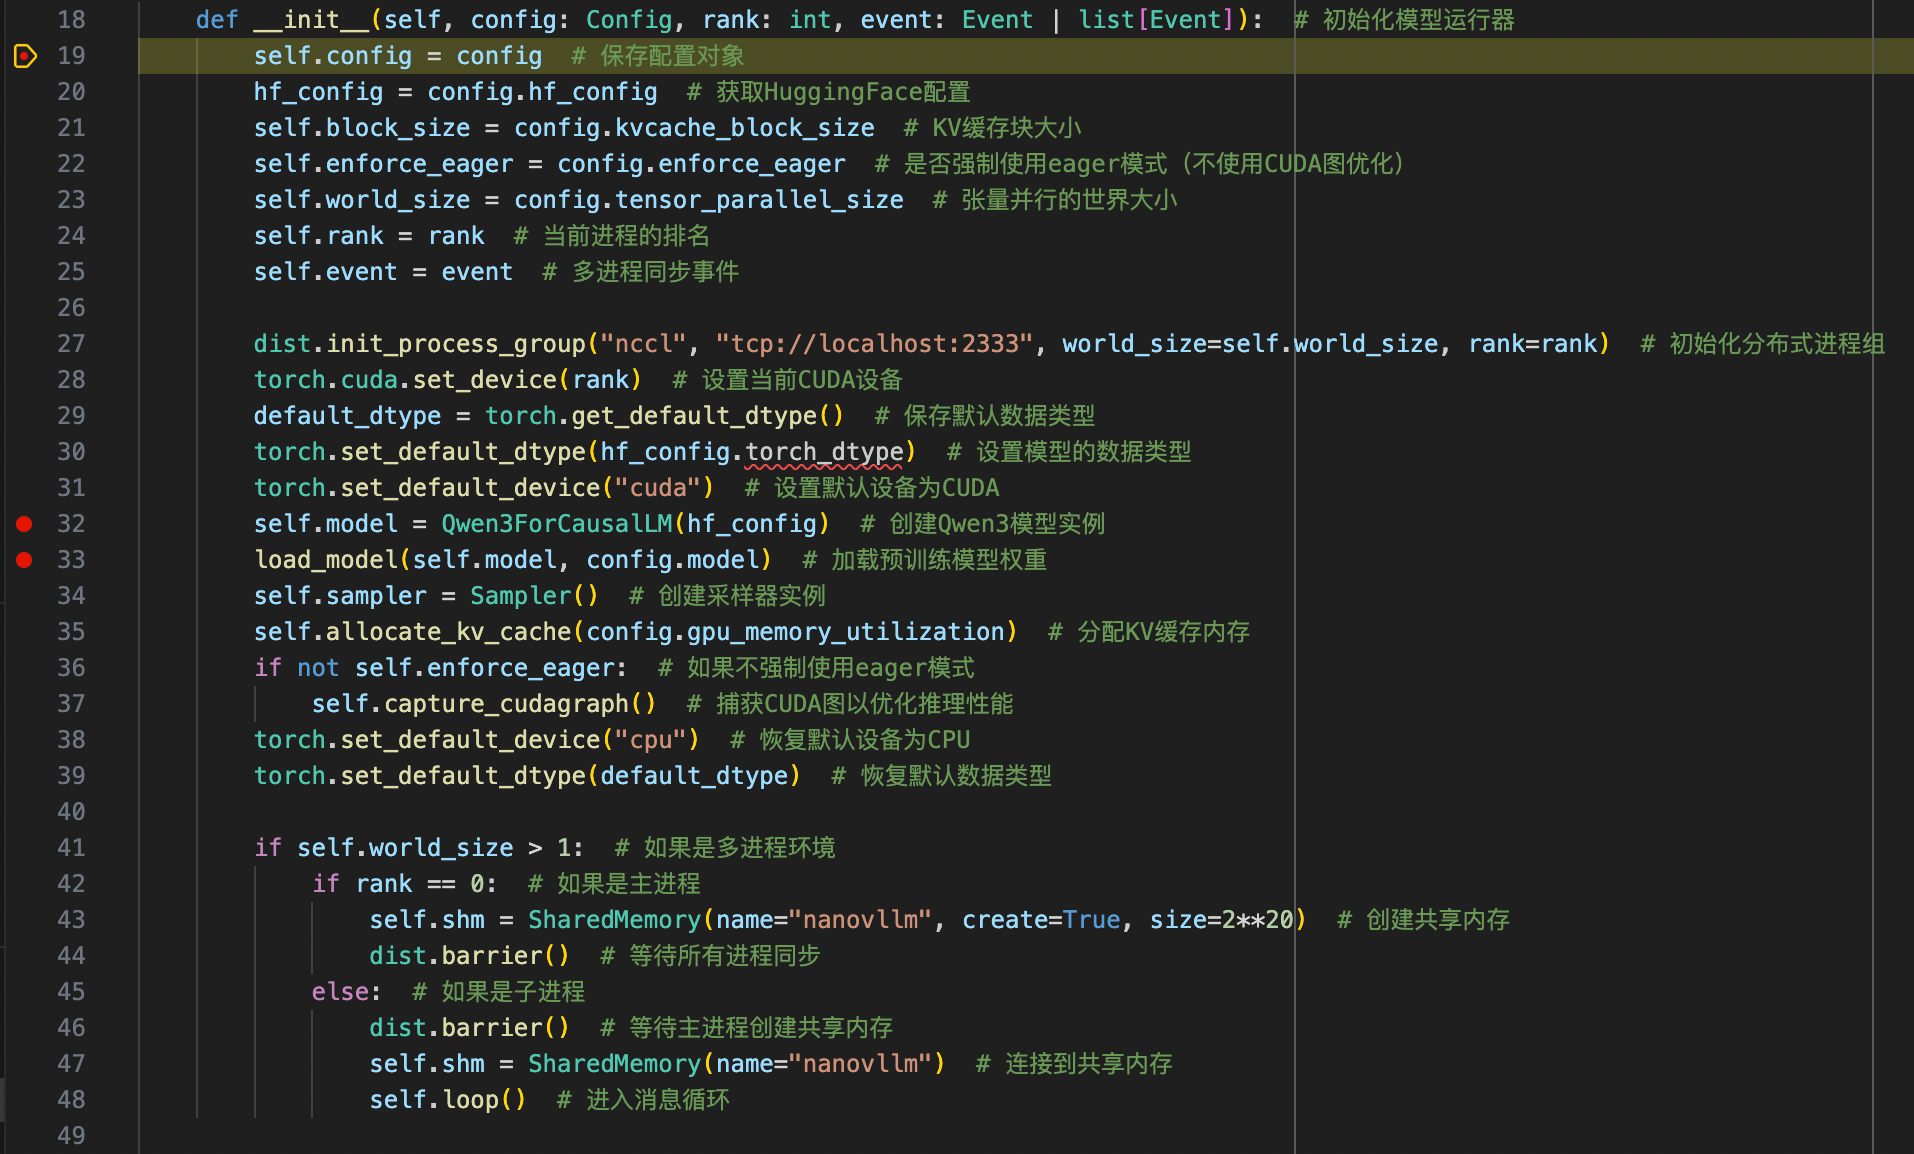 18 def __init__(self, config: Config, rank: int, event: Event | list[Event]):  # 初始化模型运行器
19     self.config = config  # 保存配置对象
20     hf_config = config.hf_config  # 获取HuggingFace配置
21     self.block_size = config.kvcache_block_size  # KV缓存块大小
22     self.enforce_eager = config.enforce_eager  # 是否强制使用eager模式（不使用CUDA图优化）
23     self.world_size = config.tensor_parallel_size  # 张量并行的世界大小
24     self.rank = rank  # 当前进程的排名
25     self.event = event  # 多进程同步事件
26
27     dist.init_process_group("nccl", "tcp://localhost:2333", world_size=self.world_size, rank=rank)  # 初始化分布式进程组
28     torch.cuda.set_device(rank)  # 设置当前CUDA设备
29     default_dtype = torch.get_default_dtype()  # 保存默认数据类型
30     torch.set_default_dtype(hf_config.torch_dtype)  # 设置模型的数据类型
31     torch.set_default_device("cuda")  # 设置默认设备为CUDA
32     self.model = Qwen3ForCausalLM(hf_config)  # 创建Qwen3模型实例
33     load_model(self.model, config.model)  # 加载预训练模型权重
34     self.sampler = Sampler()  # 创建采样器实例
35     self.allocate_kv_cache(config.gpu_memory_utilization)  # 分配KV缓存内存
36     if not self.enforce_eager:  # 如果不强制使用eager模式
37         self.capture_cudagraph()  # 捕获CUDA图以优化推理性能
38     torch.set_default_device("cpu")  # 恢复默认设备为CPU
39     torch.set_default_dtype(default_dtype)  # 恢复默认数据类型
40
41     if self.world_size > 1:  # 如果是多进程环境
42         if rank == 0:  # 如果是主进程
43             self.shm = SharedMemory(name="nanovllm", create=True, size=2**20)  # 创建共享内存
44             dist.barrier()  # 等待所有进程同步
45         else:  # 如果是子进程
46             dist.barrier()  # 等待主进程创建共享内存
47             self.shm = SharedMemory(name="nanovllm")  # 连接到共享内存
48             self.loop()  # 进入消息循环
49